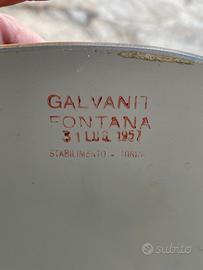 GALVANIT
FONTANA
31 LUG. 1957
STABILIMENTO - TORINO
subito